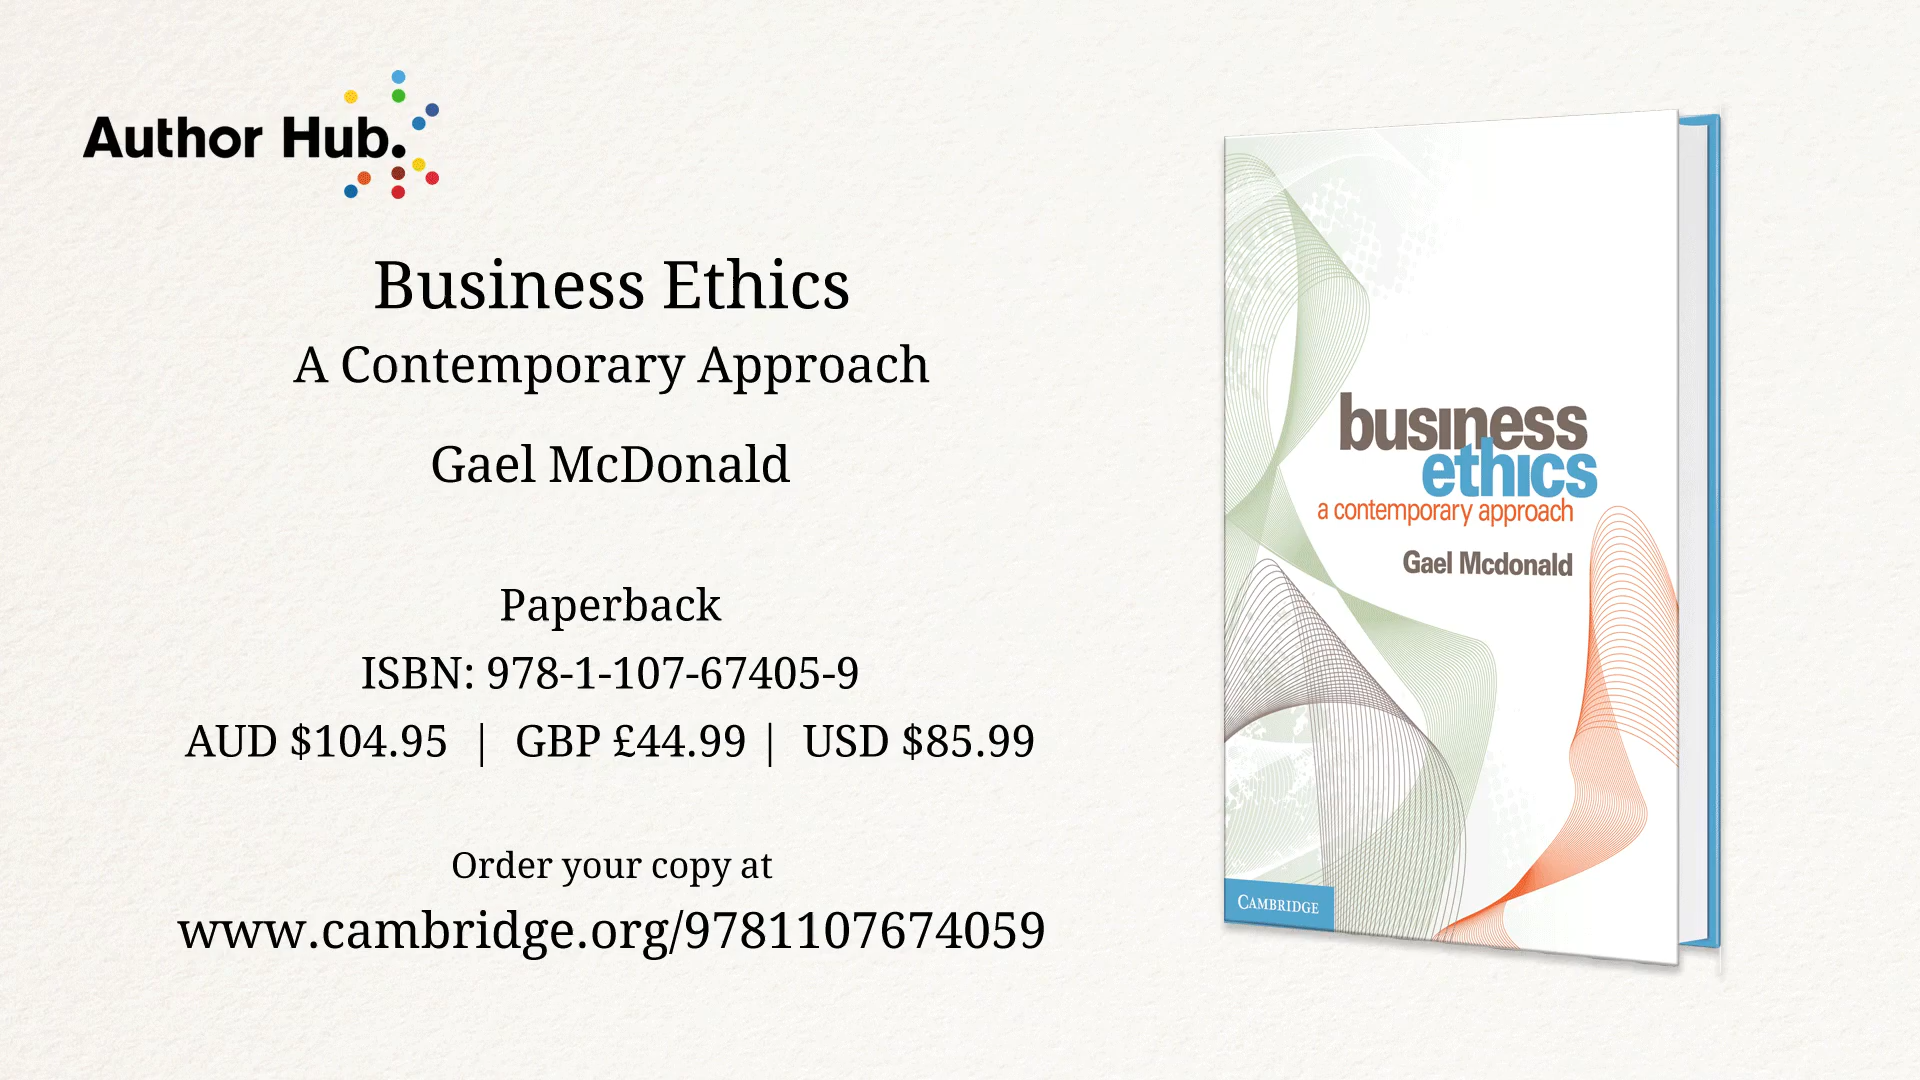 Author Hub.
Business Ethics
A Contemporary Approach
Gael McDonald
Paperback
ISBN: 978-1-107-67405-9
AUD $104.95 | GBP £44.99 | USD $85.99
Order your copy at
www.cambridge.org/9781107674059
business
ethics
a contemporary approach
Gael Mcdonald
CAMBRIDGE